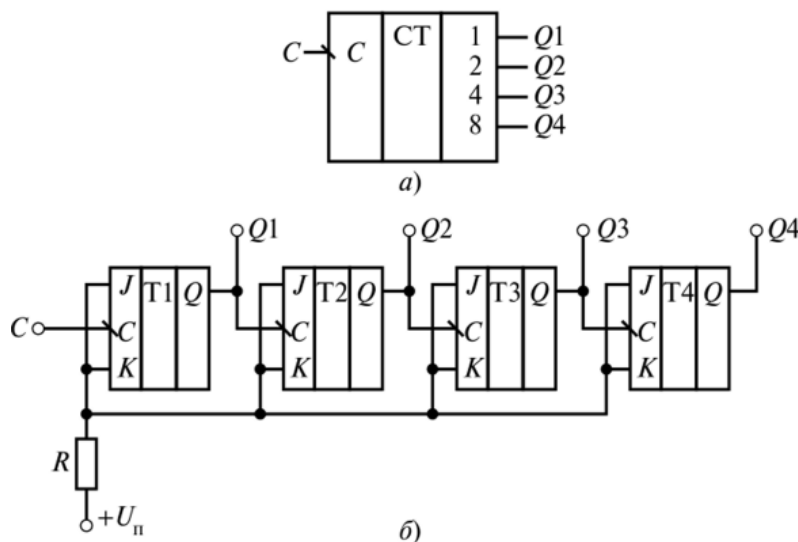 C C CT 1 Q1
2 Q2
4 Q3
8 Q4
а)
Q1 Q2 Q3 Q4
J T1 Q J T2 Q J T3 Q J T4 Q
C C C C C
K K K K
R
+Uп
б)